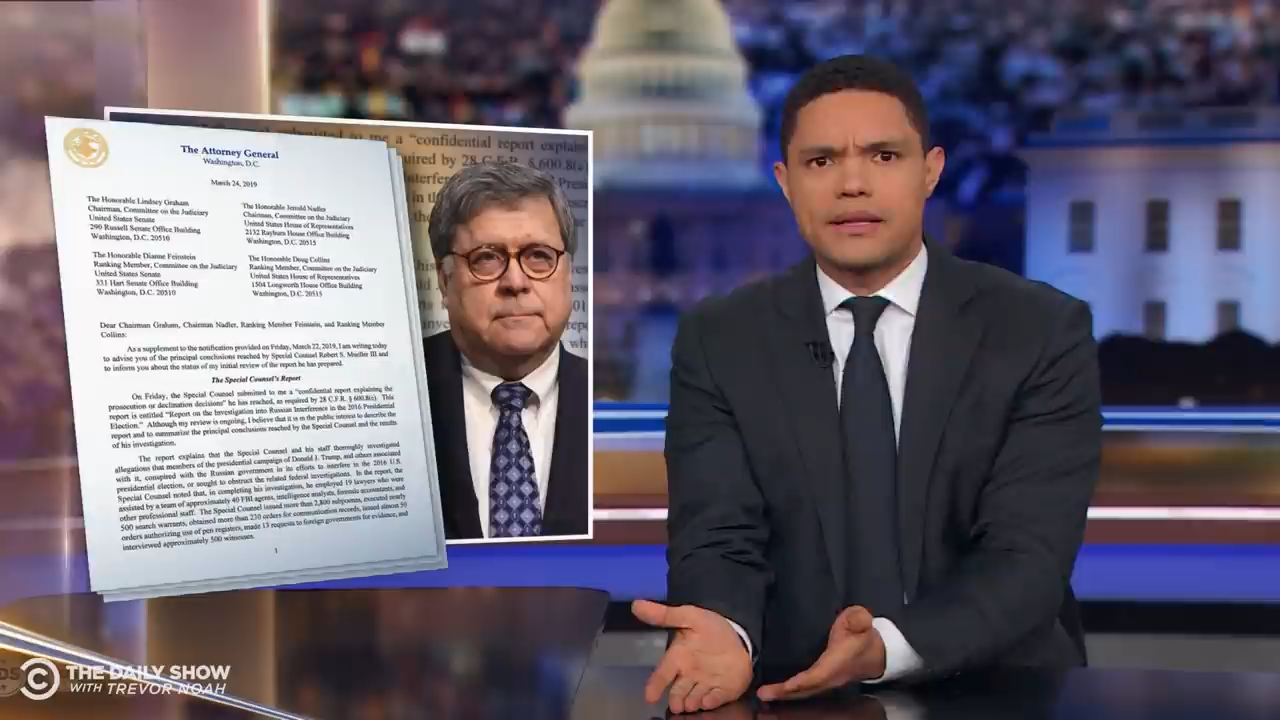 The Attorney General
Washington, D.C.
March 24, 2019
The Honorable Lindsey Graham
Chairman, Committee on the Judiciary
United States Senate
290 Russell Senate Office Building
Washington, D.C. 20510
The Honorable Jerrold Nadler
Chairman, Committee on the Judiciary
United States House of Representatives
2132 Rayburn House Office Building
Washington, D.C. 20515
The Honorable Dianne Feinstein
Ranking Member, Committee on the Judiciary
United States Senate
331 Hart Senate Office Building
Washington, D.C. 20510
The Honorable Doug Collins
Ranking Member, Committee on the Judiciary
United States House of Representatives
1504 Longworth House Office Building
Washington, D.C. 20515
Dear Chairman Graham, Chairman Nadler, Ranking Member Feinstein, and Ranking Member
Collins:
As a supplement to the notification provided on Friday, March 22, 2019, I am writing today
to advise you of the principal conclusions reached by Special Counsel Robert S. Mueller III and
to inform you about the status of my initial review of the report he has prepared.
The Special Counsel's Report
On Friday, the Special Counsel submitted to me a "confidential report explaining the
prosecution or declination decisions" he has reached, as required by 28 C.F.R. § 600.8(c). This
report is entitled "Report on the Investigation into Russian Interference in the 2016 Presidential
Election." Although my review is ongoing, I believe that it is in the public interest to describe the
report and to summarize the principal conclusions reached by the Special Counsel and the results
of his investigation.
The report explains that the Special Counsel and his staff thoroughly investigated
allegations that members of the presidential campaign of Donald J. Trump, and others associated
with it, conspired with the Russian government in its efforts to interfere in the 2016 U.S.
presidential election, or sought to obstruct the related federal investigations. In the report, the
Special Counsel noted that, in completing his investigation, he employed 19 lawyers who were
assisted by a team of approximately 40 FBI agents, intelligence analysts, forensic accountants, and
other professional staff. The Special Counsel issued more than 2,800 subpoenas, executed nearly
500 search warrants, obtained more than 230 orders for communication records, issued almost 50
orders authorizing use of pen registers, made 13 requests to foreign governments for evidence, and
interviewed approximately 500 witnesses.
1
submitted to me a "confidential report explain
uired by 28 C.F.R. § 600.8(c)
THE DAILY SHOW
WITH TREVOR NOAH